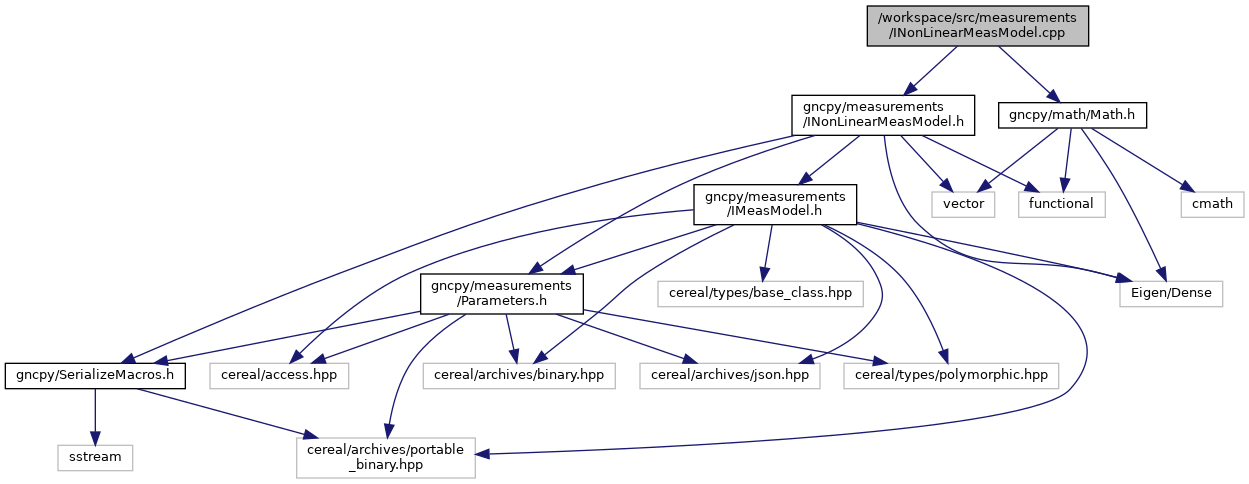 /workspace/src/measurements
/INonLinearMeasModel.cpp
gncpy/measurements
/INonLinearMeasModel.h
gncpy/math/Math.h
gncpy/measurements
/IMeasModel.h
vector
functional
cmath
gncpy/measurements
/Parameters.h
cereal/types/base_class.hpp
Eigen/Dense
gncpy/SerializeMacros.h
cereal/access.hpp
cereal/archives/binary.hpp
cereal/archives/json.hpp
cereal/types/polymorphic.hpp
sstream
cereal/archives/portable
_binary.hpp